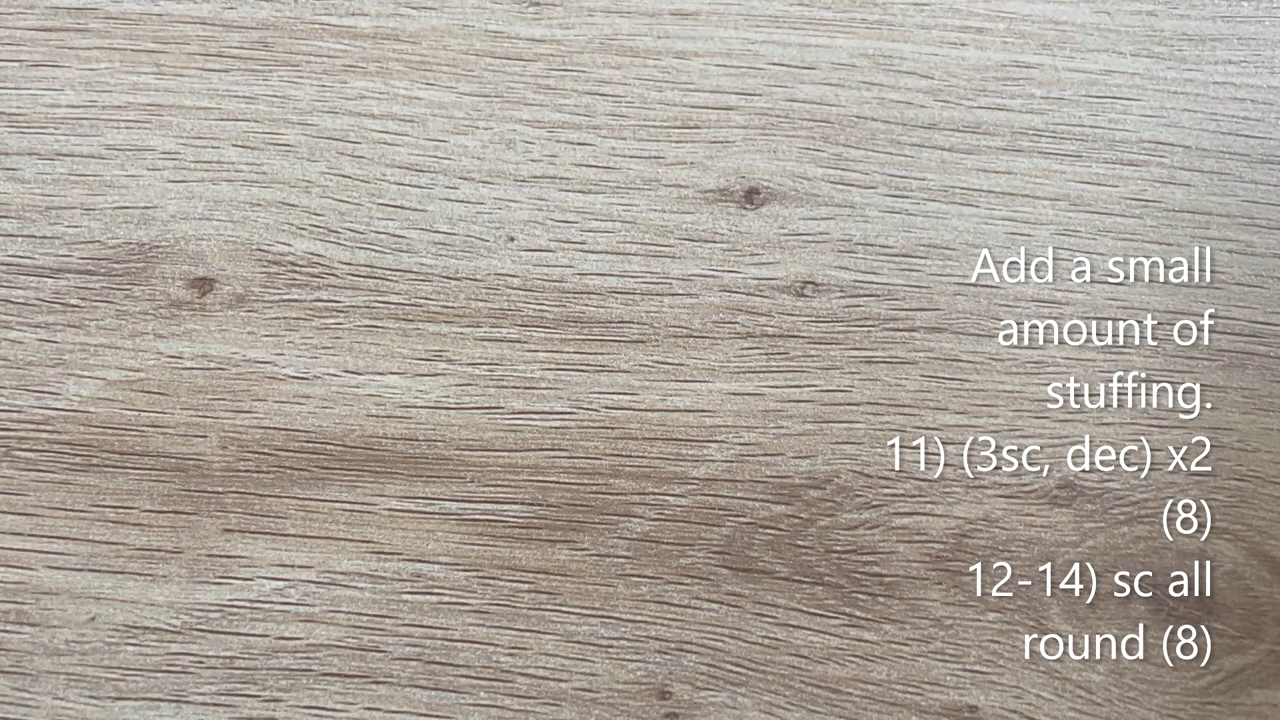 Add a small
amount of
stuffing.
11) (3sc, dec) x2
(8)
12-14) sc all
round (8)